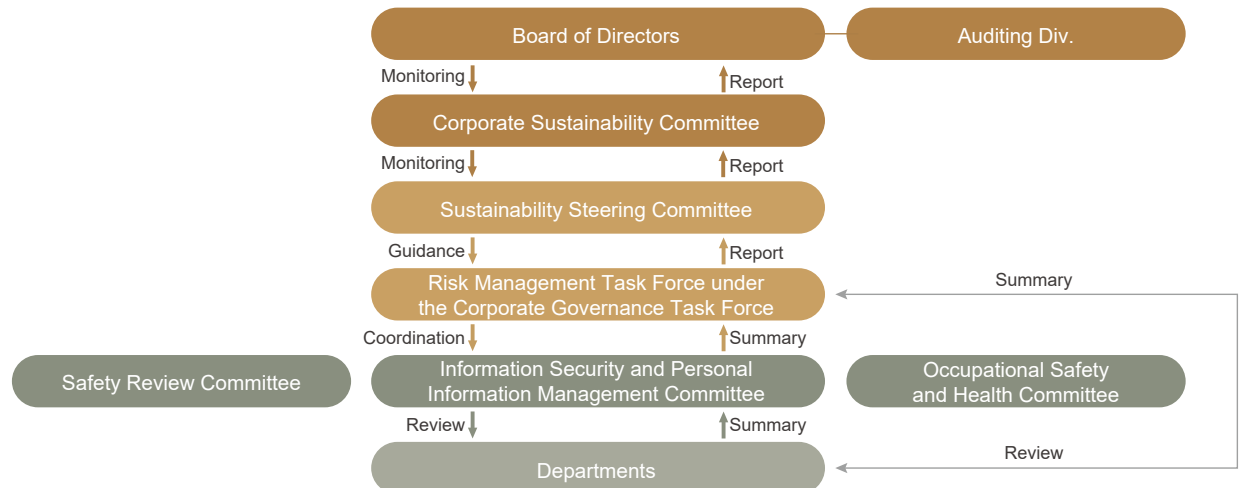 Board of Directors
Auditing Div.
Monitoring
Report
Corporate Sustainability Committee
Monitoring
Report
Sustainability Steering Committee
Guidance
Report
Risk Management Task Force under
the Corporate Governance Task Force
Summary
Coordination
Summary
Safety Review Committee
Information Security and Personal
Information Management Committee
Occupational Safety
and Health Committee
Review
Summary
Departments
Review